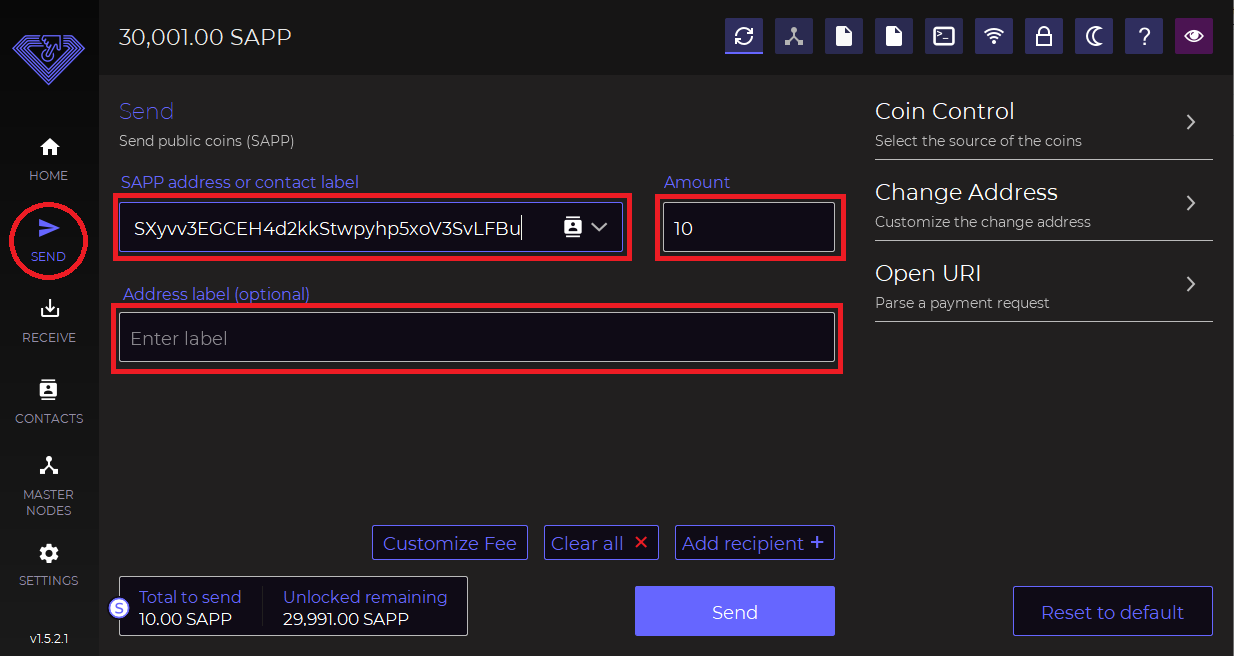 30,001.00 SAPP
?
HOME
SEND
RECEIVE
CONTACTS
MASTER
NODES
SETTINGS
v1.5.2.1
Send
Send public coins (SAPP)
SAPP address or contact label
Amount
SXyvv3EGCEH4d2kkStwpyhp5xoV3SvLFBu
10
Address label (optional)
Enter label
Coin Control
Select the source of the coins
Change Address
Customize the change address
Open URI
Parse a payment request
Customize Fee
Clear all
Add recipient +
S
Total to send
10.00 SAPP
Unlocked remaining
29,991.00 SAPP
Send
Reset to default